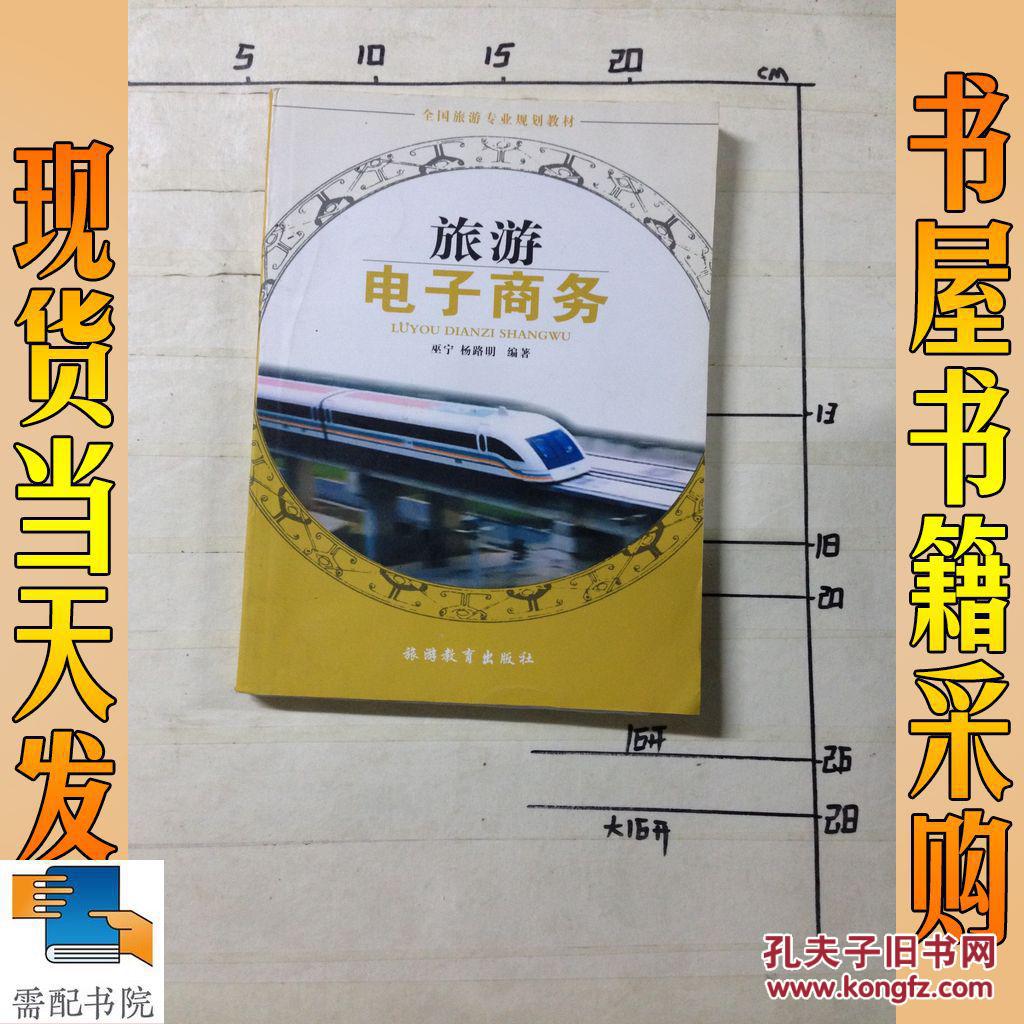 5 10 15 20 CM
全国旅游专业规划教材
旅游
电子商务
LUYOU DIANZI SHANGWU
巫宁 杨路明 编著
旅游教育出版社
13
18
20
16开
26
大16开
28
现货当天发
书屋书籍采购
需配书院
孔夫子旧书网
www.kongfz.com